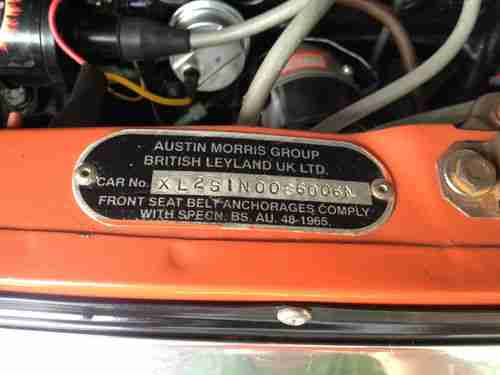 AUSTIN MORRIS GROUP
BRITISH LEYLAND UK LTD.
CAR No. XL2S1N0066006A
FRONT SEAT BELT ANCHORAGES COMPLY
WITH SPECN. BS. AU. 48-1965.